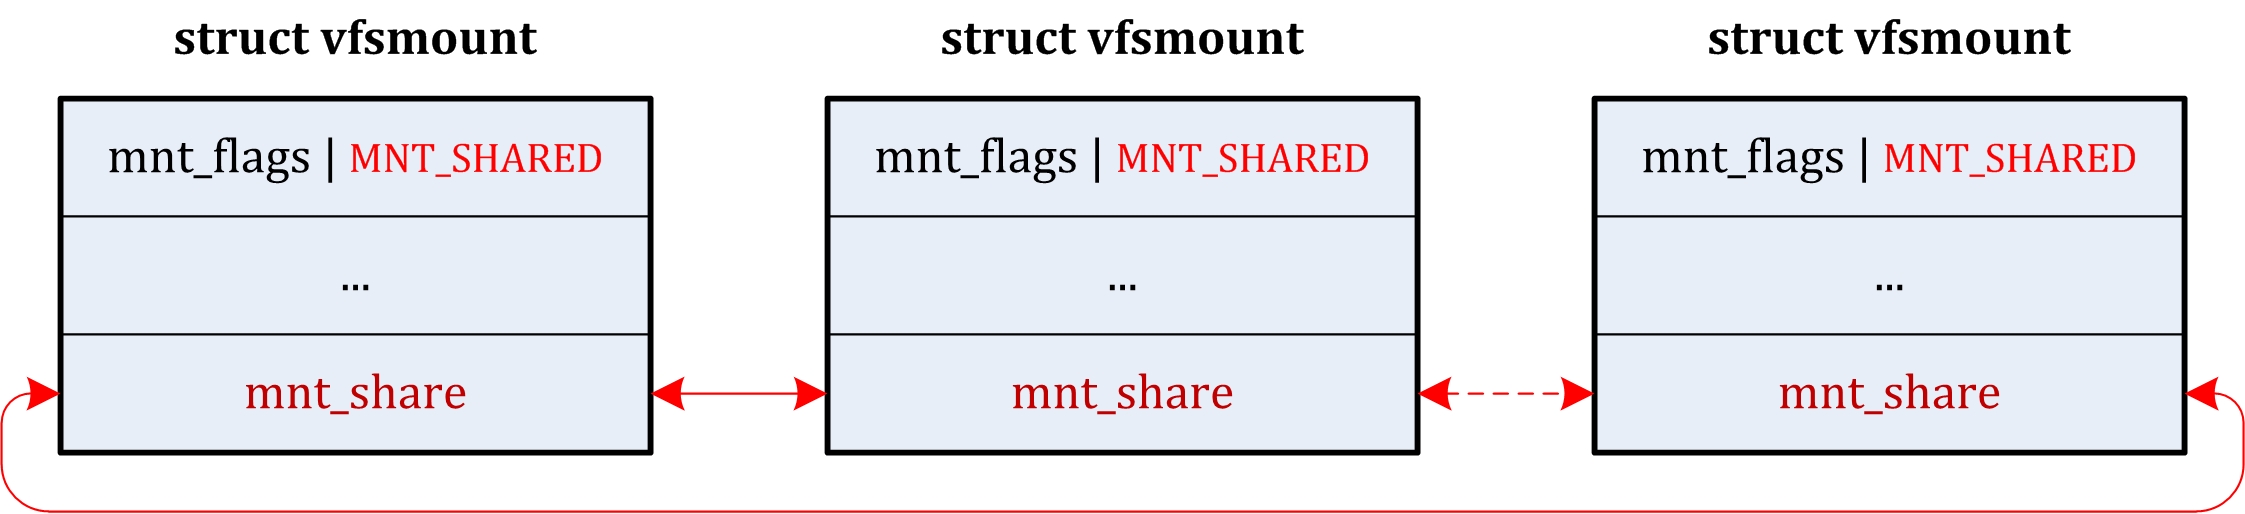 struct vfsmount struct vfsmount struct vfsmount
mnt_flags | MNT_SHARED mnt_flags | MNT_SHARED mnt_flags | MNT_SHARED
... ... ...
mnt_share mnt_share mnt_share